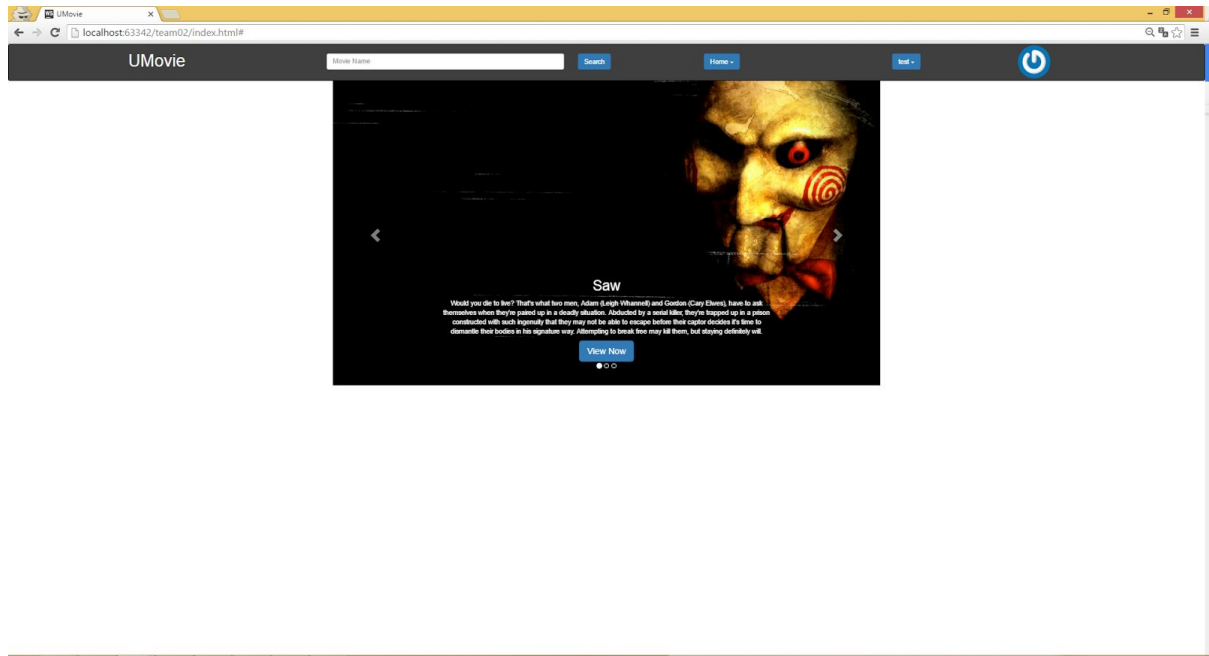 UMovie
localhost:63342/team02/index.html#
UMovie
Movie Name
Search
Home
test
Saw
Would you die to live? That's what two men, Adam (Leigh Whannell) and Gordon (Cary Elwes), have to ask
themselves when they're paired up in a deadly situation. Abducted by a serial killer, they're trapped up in a prison
constructed with such ingenuity that they may not be able to escape before their captor decides it's time to
dismantle their bodies in his signature way. Attempting to break free may kill them, but staying definitely will.
View Now